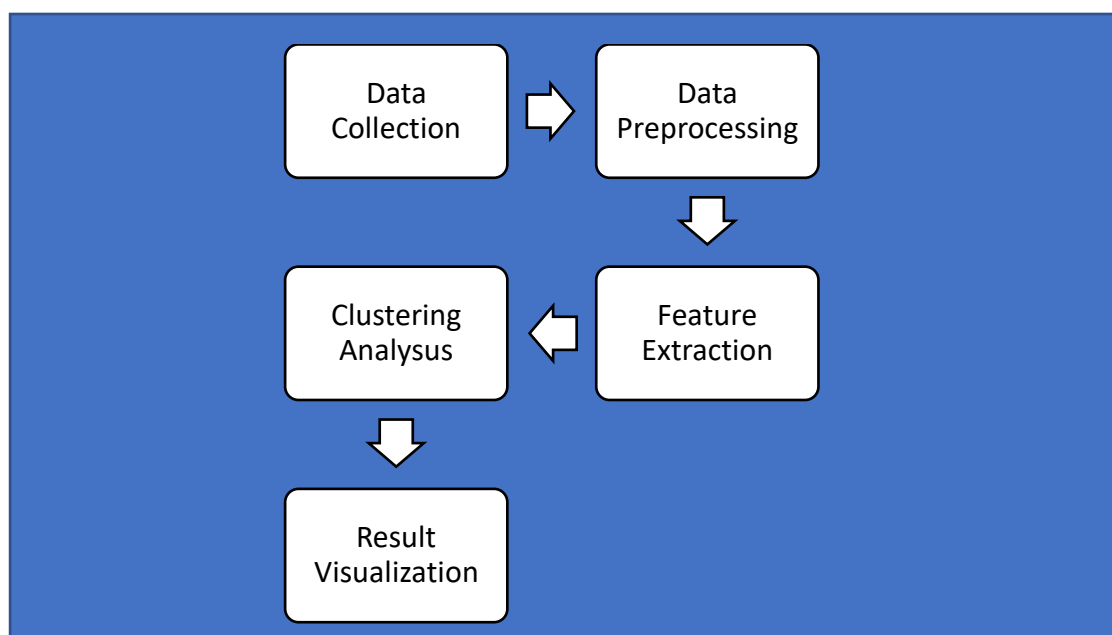 Data
Collection
Data
Preprocessing
Feature
Extraction
Clustering
Analysus
Result
Visualization